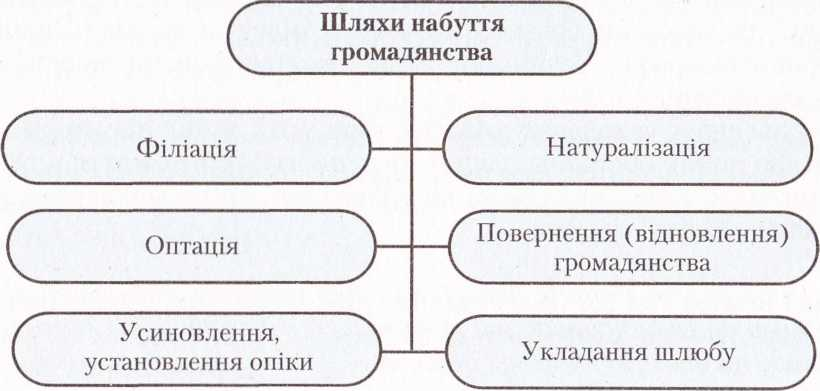 Шляхи набуття
громадянства
Філіація
Натуралізація
Оптація
Повернення (відновлення)
громадянства
Усиновлення,
установлення опіки
Укладання шлюбу